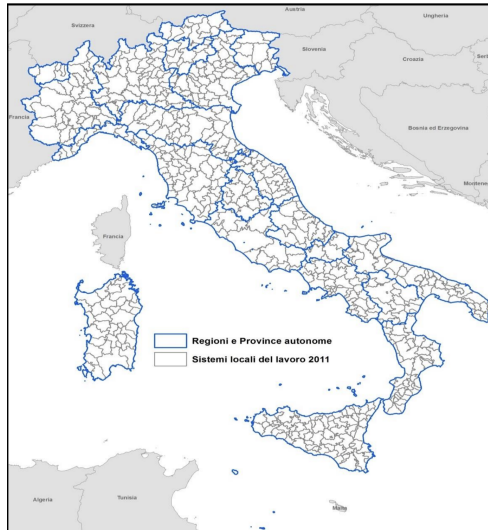 Austria
Svizzera
Ungheria
Slovenia
Croazia
Francia
Bosnia ed Erzegovina
Francia
Regioni e Province autonome
Sistemi locali del lavoro 2011
Algeria
Tunisia
Malta